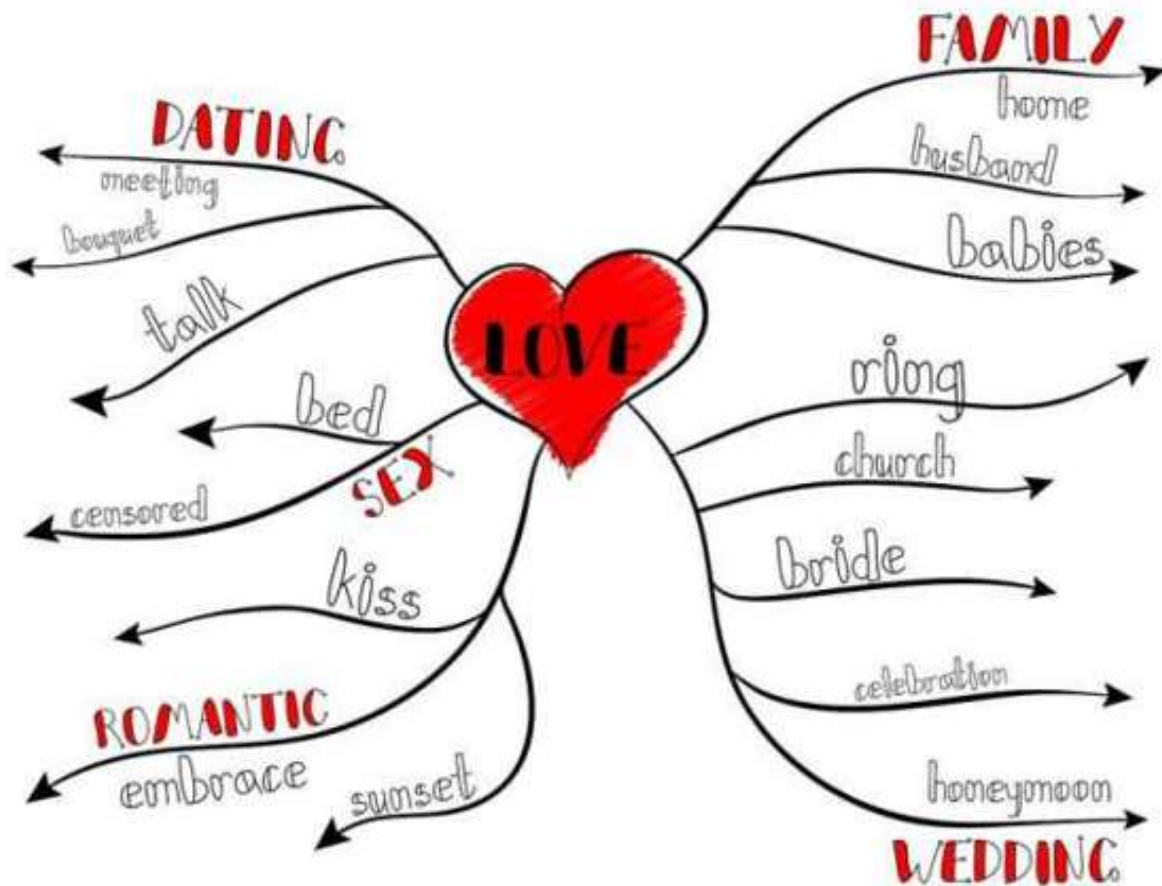 FAMILY
home
husband
babies
DATING
meeting
bouquet
talk
LOVE
bed
SEX
censored
kiss
ROMANTIC
embrace
sunset
ring
church
bride
celebration
honeymoon
WEDDING